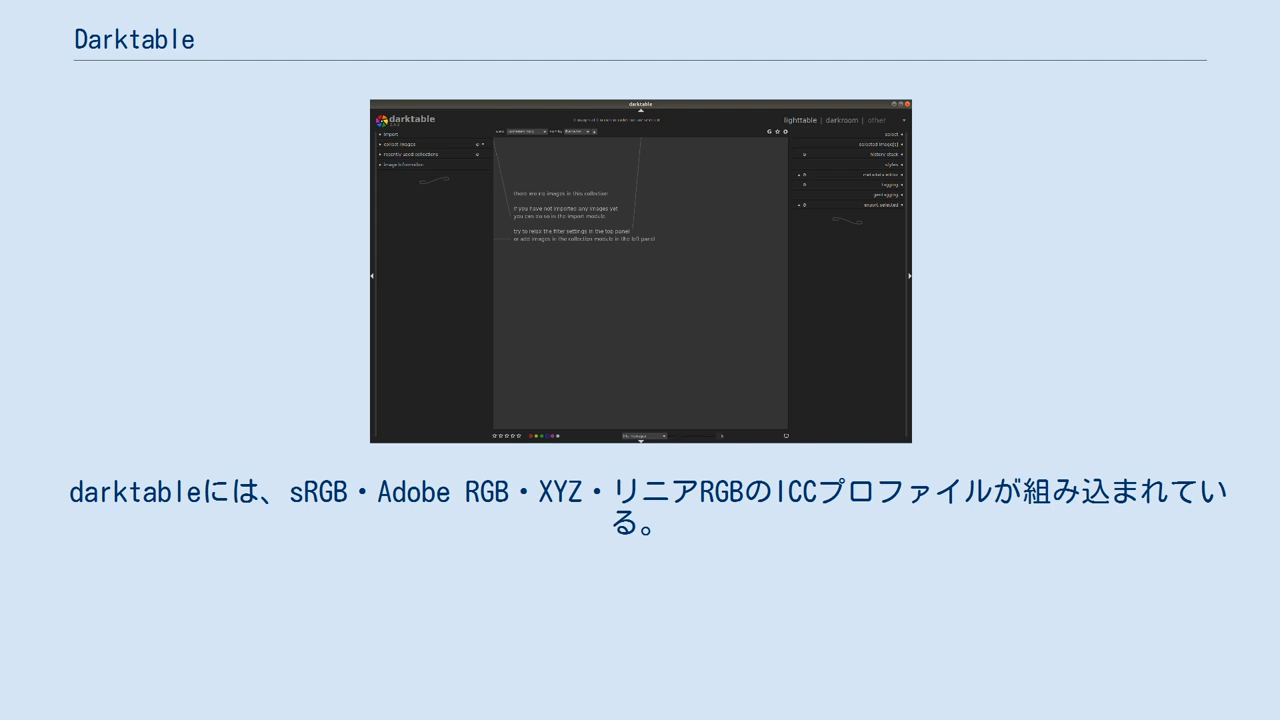 Darktable
darktable
darktable
lighttable | darkroom | other
import
collect images
recently used collections
image information
select
selected image[s]
history stack
styles
metadata editor
tagging
geotagging
export selected
there are no images in this collection
if you have not imported any images yet
you can do so in the import module
try to relax the filter settings in the top panel
or add images in the collection module in the left panel
darktableには、sRGB・Adobe RGB・XYZ・リニアRGBのICCプロファイルが組み込まれてい
る。